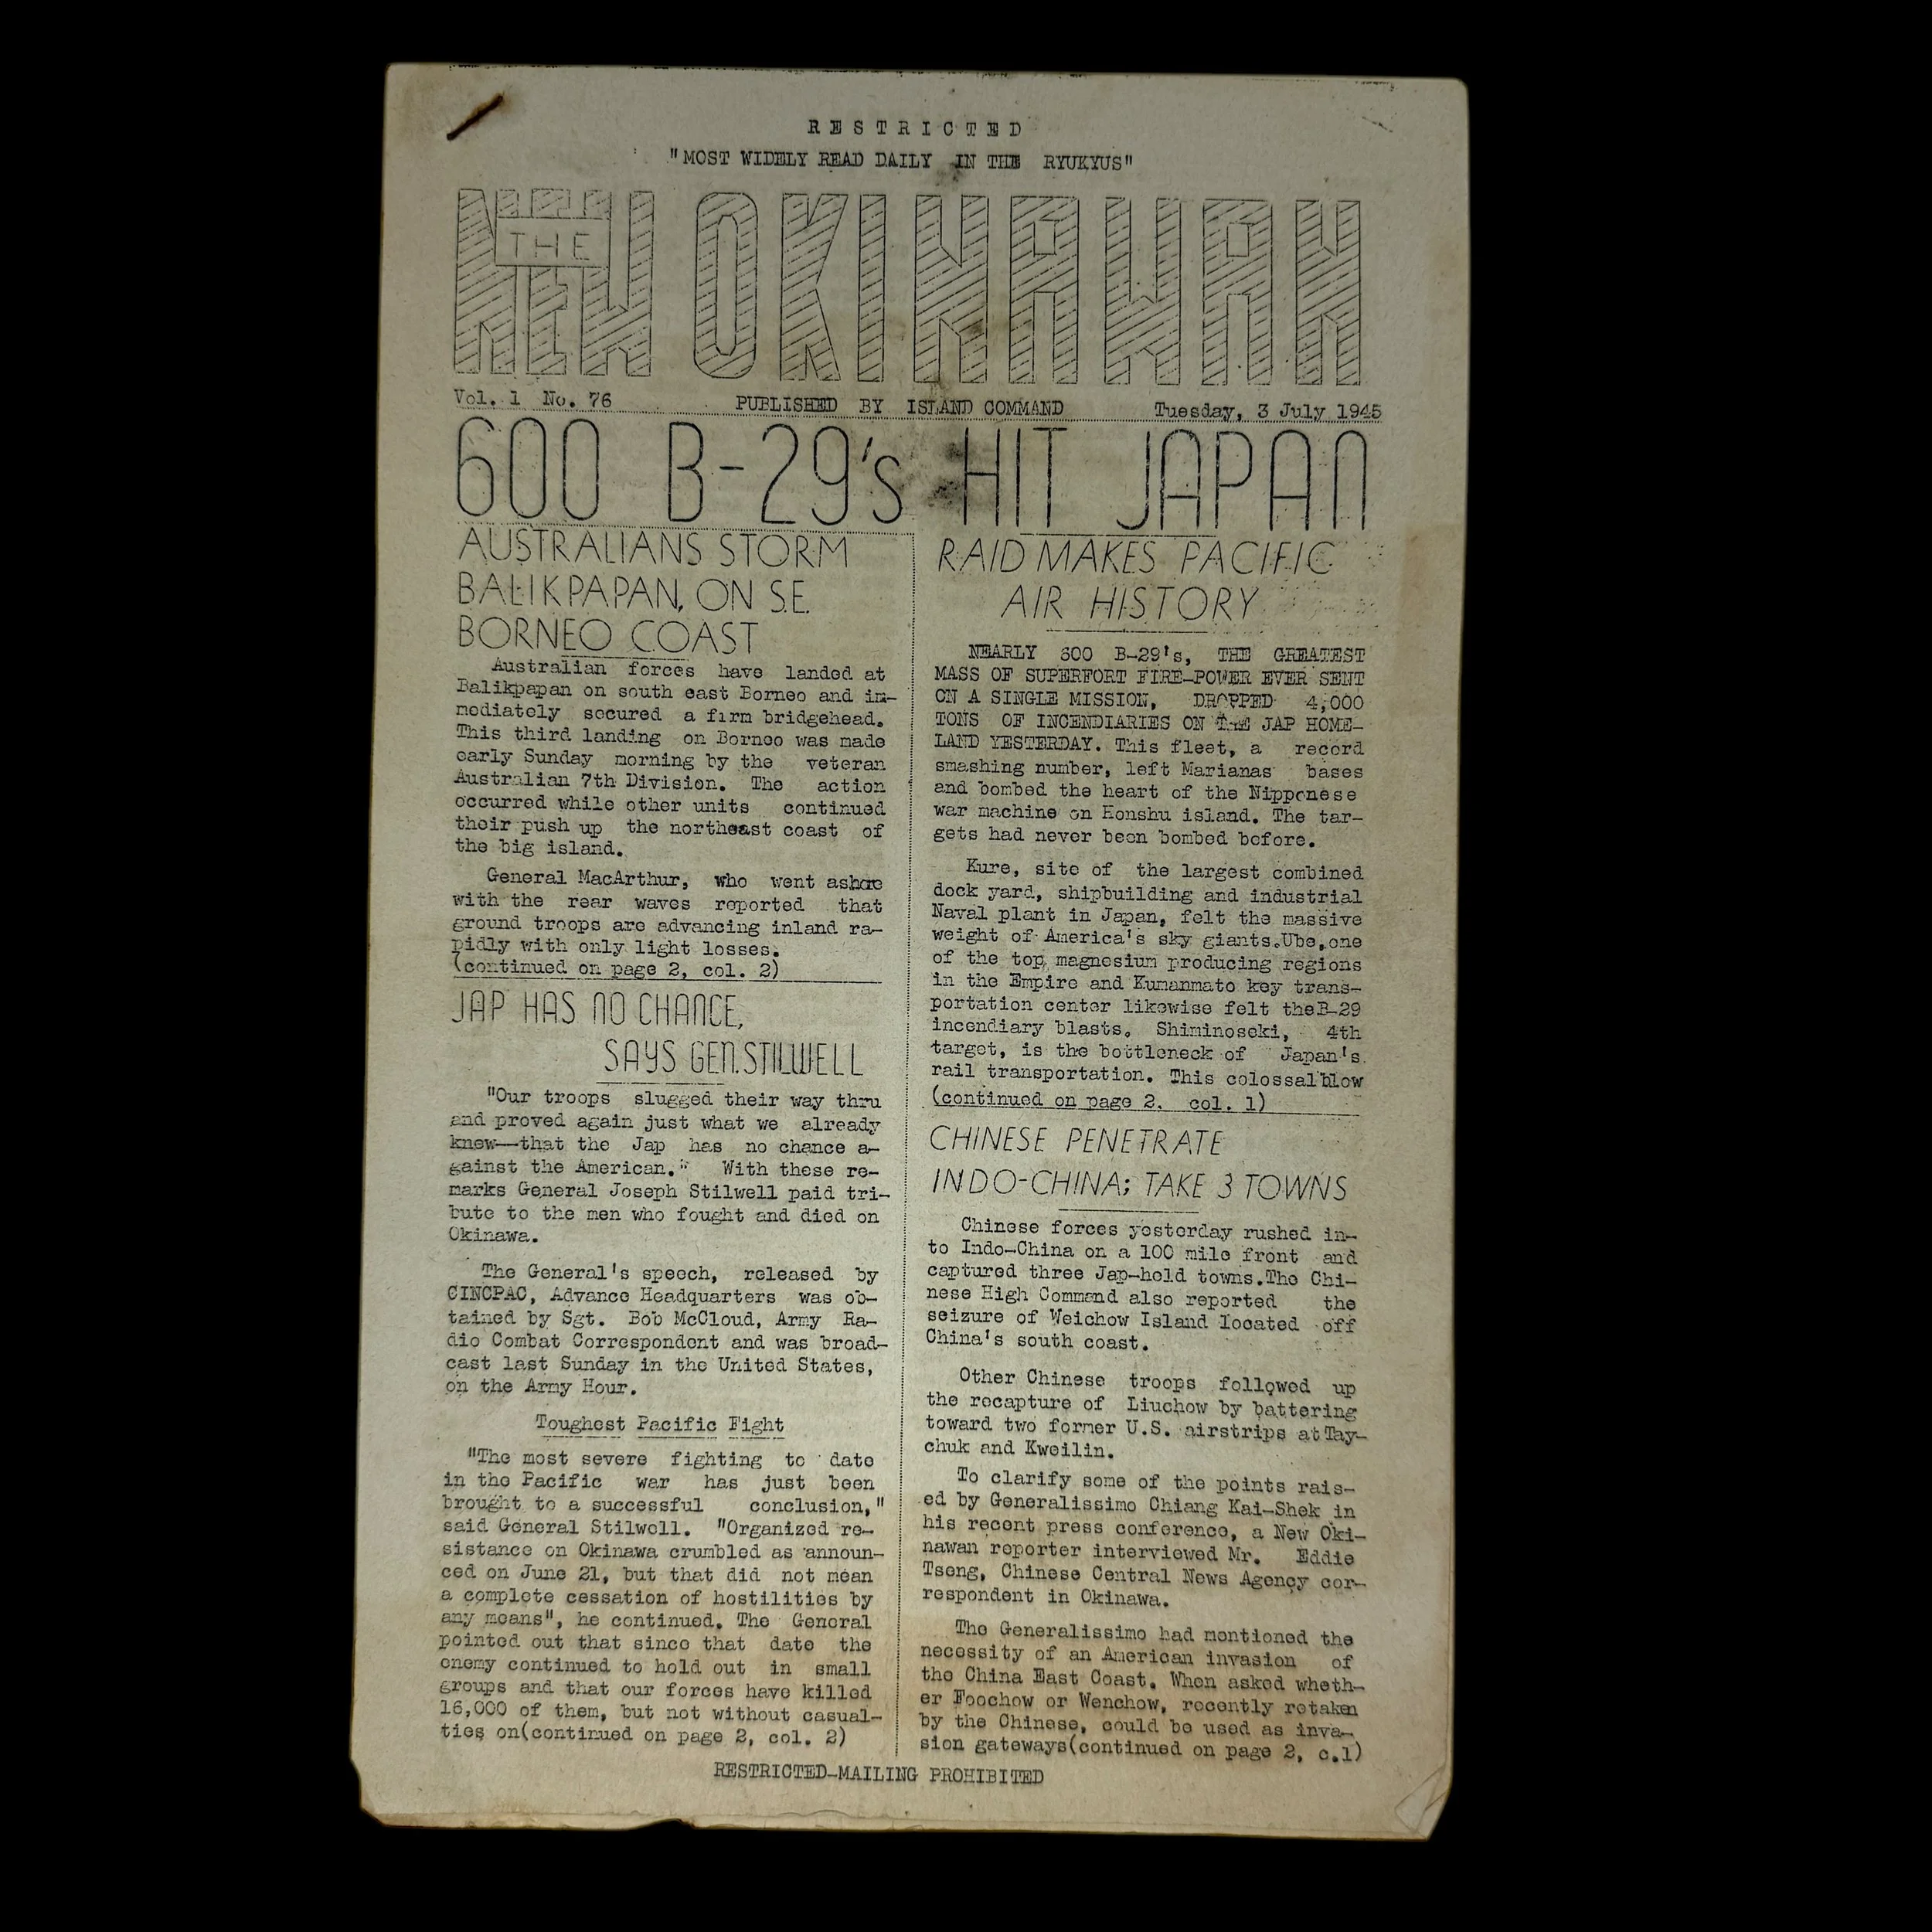 RESTRICTED
"MOST WIDELY READ DAILY IN THE RYUKYUS"
THE
NEW OKINAWAN
Vol. 1 No. 76 PUBLISHED BY ISLAND COMMAND Tuesday, 3 July 1945
600 B-29's HIT JAPAN
AUSTRALIANS STORM
BALIKPAPAN, ON S.E.
BORNEO COAST
Australian forces have landed at
Balikpapan on south east Borneo and im-
mediately secured a firm bridgehead.
This third landing on Borneo was made
early Sunday morning by the veteran
Australian 7th Division. The action
occurred while other units continued
their push up the northeast coast of
the big island.
General MacArthur, who went ashore
with the rear waves reported that
ground troops are advancing inland ra-
pidly with only light losses.
(continued on page 2, col. 2)
JAP HAS NO CHANCE,
SAYS GEN. STILWELL
"Our troops slugged their way thru
and proved again just what we already
knew—that the Jap has no chance a-
gainst the American." With these re-
marks General Joseph Stilwell paid tri-
bute to the men who fought and died on
Okinawa.
The General's speech, released by
CINCPAC, Advance Headquarters was ob-
tained by Sgt. Bob McCloud, Army Ra-
dio Combat Correspondent and was broad-
cast last Sunday in the United States,
on the Army Hour.
Toughest Pacific Fight
"The most severe fighting to date
in the Pacific war has just been
brought to a successful conclusion,"
said General Stilwell. "Organized re-
sistance on Okinawa crumbled as announ-
ced on June 21, but that did not mean
a complete cessation of hostilities by
any means", he continued. The General
pointed out that since that date the
enemy continued to hold out in small
groups and that our forces have killed
16,000 of them, but not without casual-
ties on(continued on page 2, col. 2)
RAID MAKES PACIFIC
AIR HISTORY
NEARLY 600 B-29's, THE GREATEST
MASS OF SUPERFORT FIRE-POWER EVER SENT
ON A SINGLE MISSION, DROPPED 4,000
TONS OF INCENDIARIES ON THE JAP HOME-
LAND YESTERDAY. This fleet, a record
smashing number, left Marianas bases
and bombed the heart of the Nipponese
war machine on Honshu island. The tar-
gets had never been bombed before.
Kure, site of the largest combined
dock yard, shipbuilding and industrial
Naval plant in Japan, felt the massive
weight of America's sky giants.Ube,one
of the top magnesium producing regions
in the Empire and Kumanmato key trans-
portation center likewise felt theB-29
incendiary blasts. Shiminoseki, 4th
target, is the bottleneck of Japan's
rail transportation. This colossal blow
(continued on page 2, col. 1)
CHINESE PENETRATE
INDO-CHINA; TAKE 3 TOWNS
Chinese forces yesterday rushed in-
to Indo-China on a 100 mile front and
captured three Jap-held towns.The Chi-
nese High Command also reported the
seizure of Weichow Island located off
China's south coast.
Other Chinese troops followed up
the recapture of Liuchow by battering
toward two former U.S. airstrips at Tay-
chuk and Kweilin.
To clarify some of the points rais-
ed by Generalissimo Chiang Kai-Shek in
his recent press conference, a New Oki-
nawan reporter interviewed Mr. Eddie
Tseng, Chinese Central News Agency cor-
respondent in Okinawa.
The Generalissimo had mentioned the
necessity of an American invasion of
the China East Coast. When asked wheth-
er Foochow or Wenchow, recently retaken
by the Chinese, could be used as inva-
sion gateways(continued on page 2, c.1)
RESTRICTED-MAILING PROHIBITED